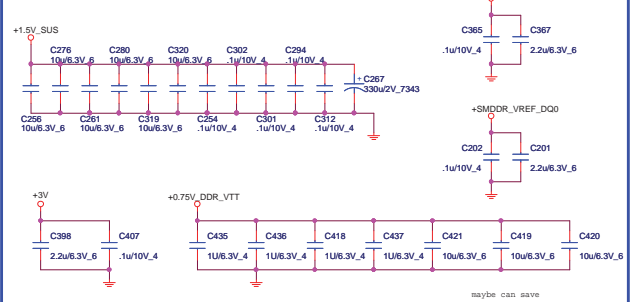 +1.5V_SUS
C276
10u/6.3V_6
C280
10u/6.3V_6
C320
10u/6.3V_6
C302
.1u/10V_4
C294
.1u/10V_4
+
C267
330u/2V_7343
C256
10u/6.3V_6
C261
10u/6.3V_6
C319
10u/6.3V_6
C254
.1u/10V_4
C301
.1u/10V_4
C312
.1u/10V_4
C365
.1u/10V_4
C367
2.2u/6.3V_6
+SMDDR_VREF_DQ0
C202
.1u/10V_4
C201
2.2u/6.3V_6
+3V
C398
2.2u/6.3V_6
C407
.1u/10V_4
+0.75V_DDR_VTT
C435
1U/6.3V_4
C436
1U/6.3V_4
C418
1U/6.3V_4
C437
1U/6.3V_4
C421
10u/6.3V_6
C419
10u/6.3V_6
C420
10u/6.3V_6
maybe can save